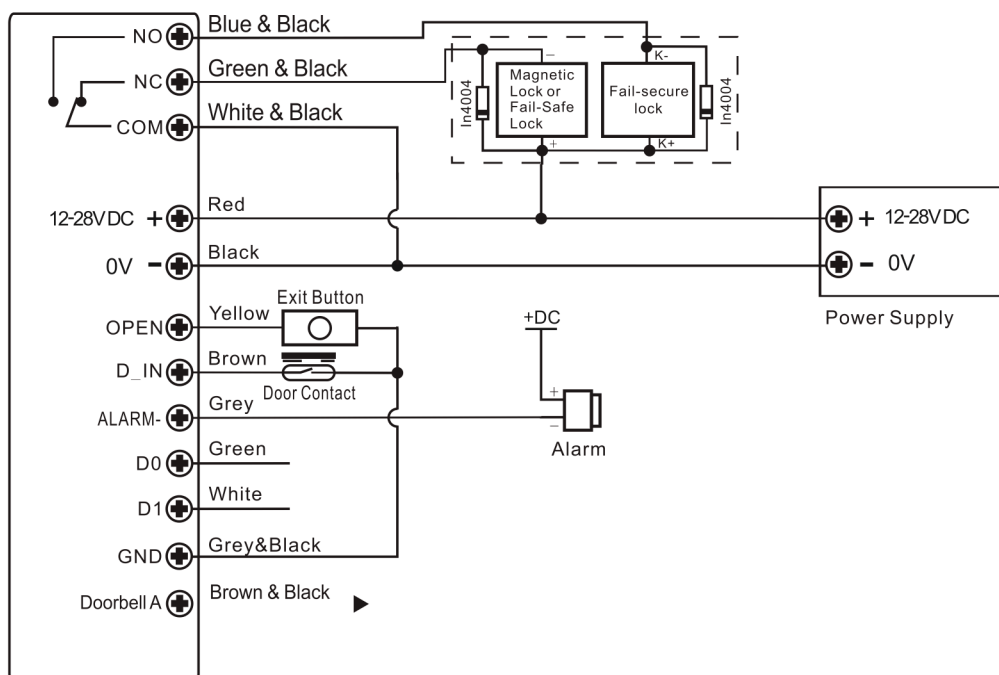 NO Blue & Black
NC Green & Black
COM White & Black
K-
−
Magnetic
Lock or
Fail-Safe
Lock
In4004
Fail-secure
lock
In4004
+
K+
12-28VDC + Red
+ 12-28VDC
0V - Black
- 0V
Power Supply
OPEN Yellow
Exit Button
D_IN Brown
Door Contact
ALARM- Grey
+DC
+
−
Alarm
D0 Green
D1 White
GND Grey&Black
Doorbell A Brown & Black